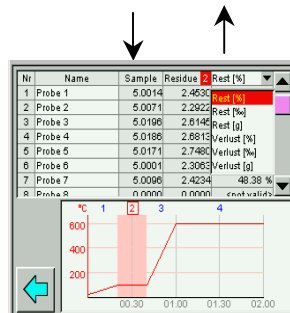 Nr Name Sample Residue 2 Rest [%]
1 Probe 1 5.0014 2.4530 Rest [%]
2 Probe 2 5.0071 2.2922 Rest [‰]
3 Probe 3 5.0196 2.6146 Rest [g]
4 Probe 4 5.0186 2.6813 Verlust [%]
5 Probe 5 5.0171 2.7480 Verlust [‰]
6 Probe 6 5.0001 2.3063 Verlust [g]
7 Probe 7 5.0096 2.4234 48.38 %
8 Probe 8 0.0000 0.0000 <not valid>
°C 1 2 3 4
600
400
200
00.30 01.00 01.30 02.00